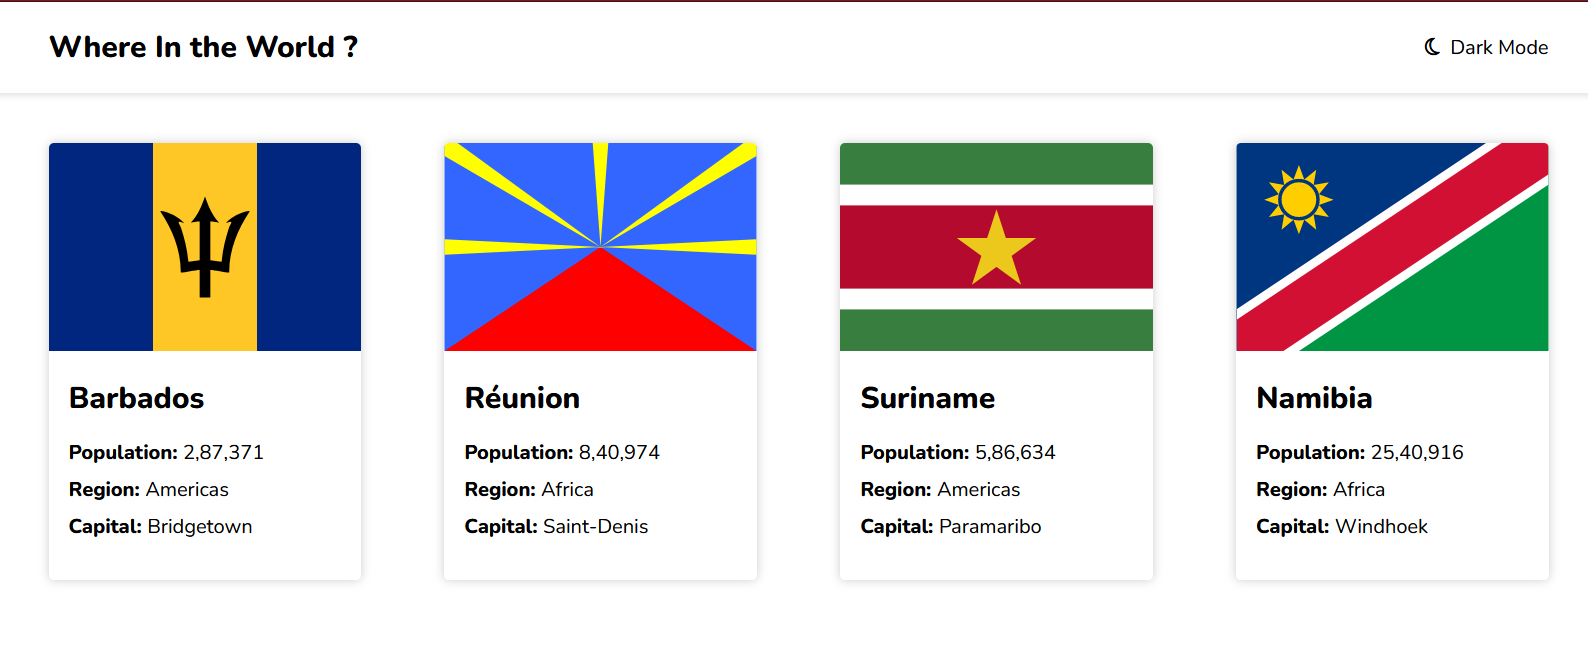 Where In the World ?
Dark Mode
Barbados
Population: 2,87,371
Region: Americas
Capital: Bridgetown
Réunion
Population: 8,40,974
Region: Africa
Capital: Saint-Denis
Suriname
Population: 5,86,634
Region: Americas
Capital: Paramaribo
Namibia
Population: 25,40,916
Region: Africa
Capital: Windhoek